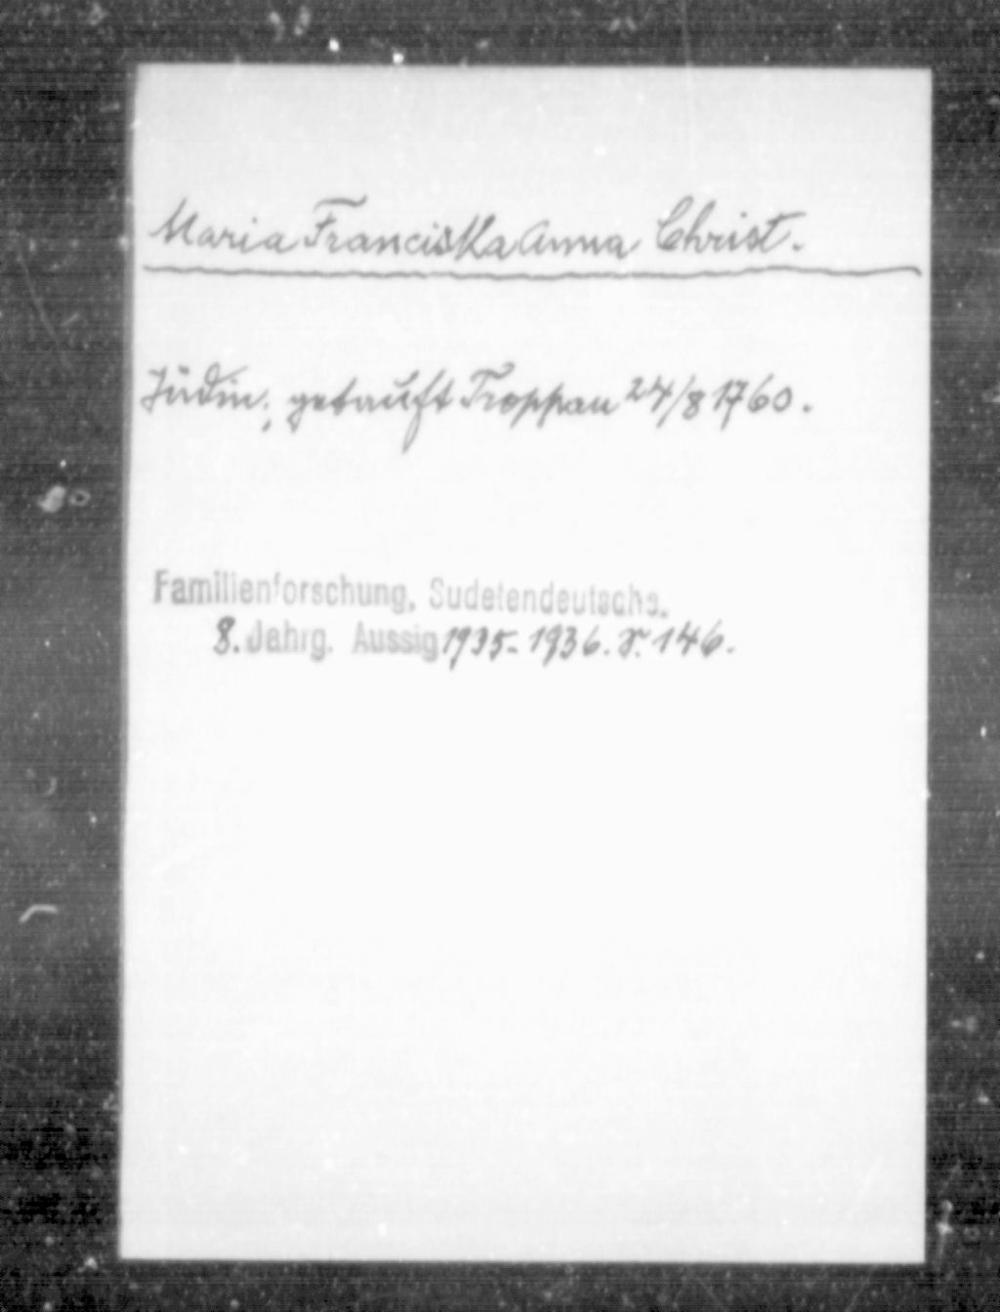 Maria Franciska Anna Christ.
Jüdin, getauft Troppau 24/8 1760.
Familienforschung, Sudetendeutsche.
8. Jahrg. Aussig 1935-1936. S. 146.